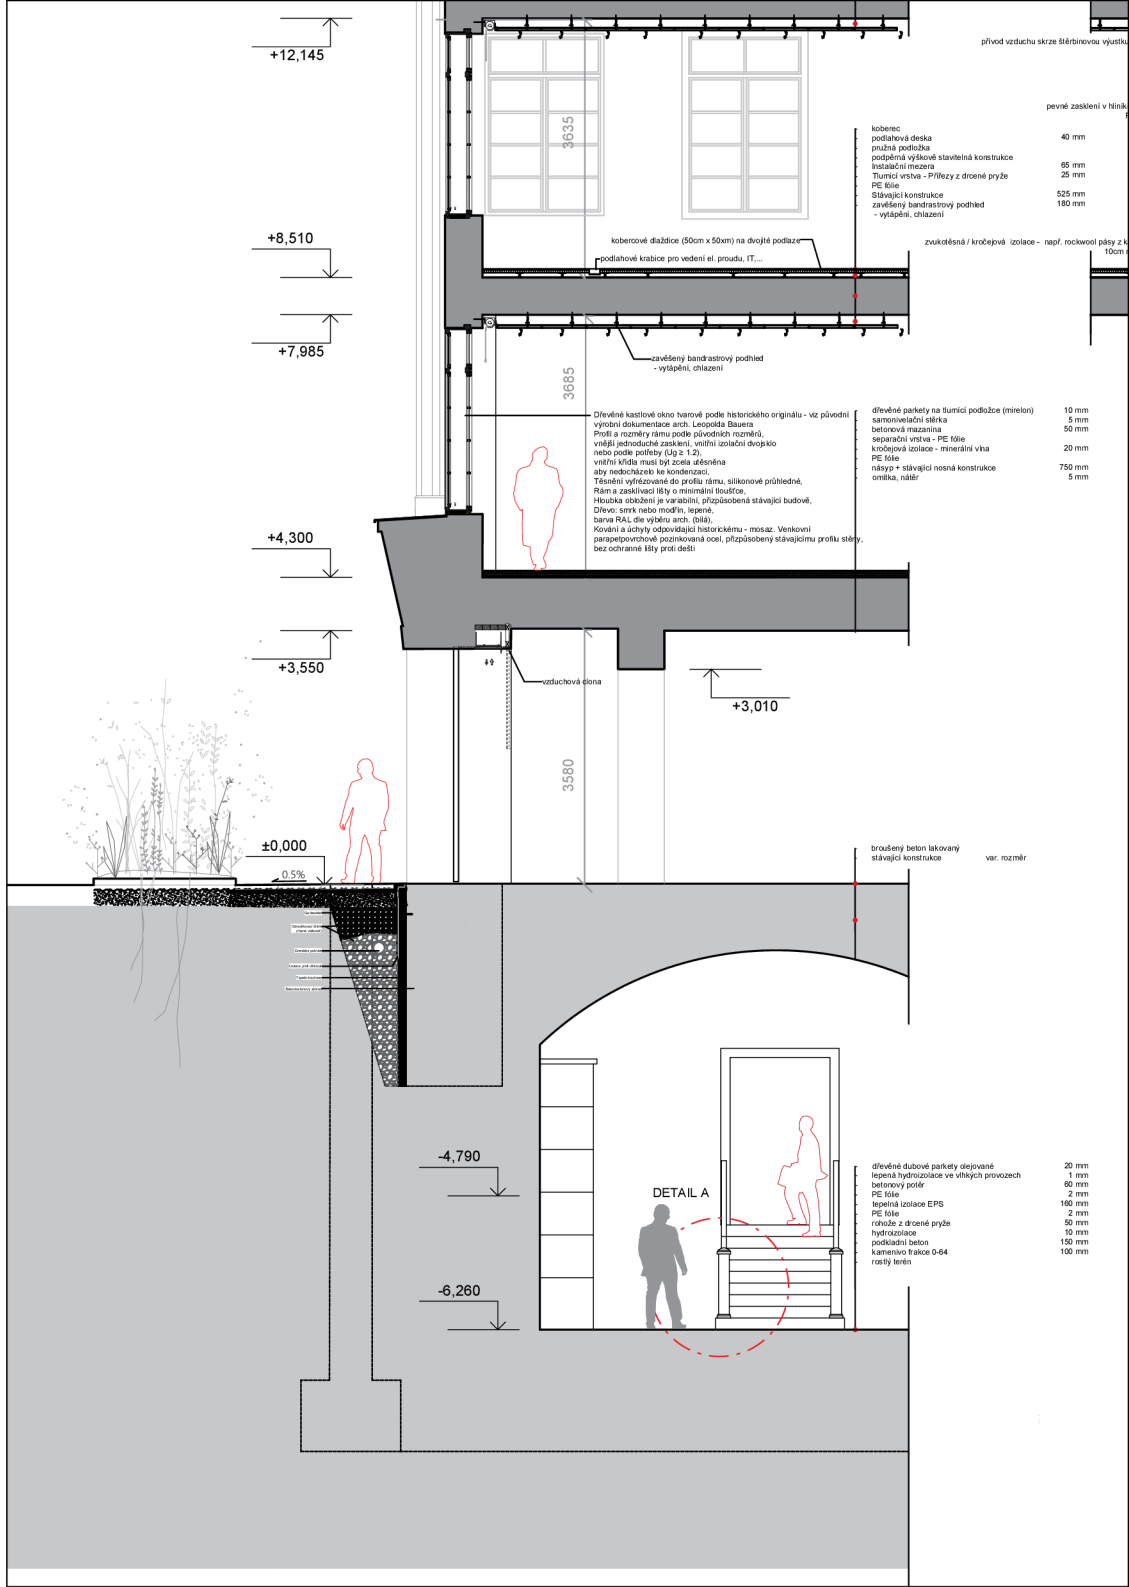 +12,145
přívod vzduchu skrze štěrbinovou výustku
pevné zasklení v hliník
3635
koberec
podlahová deska 40 mm
pružná podložka
podpěrná výškově stavitelná konstrukce
Instalační mezera 65 mm
Tlumící vrstva - Přířezy z drcené pryže 25 mm
PE fólie
Stávající konstrukce 525 mm
zavěšený bandrastrový podhled 180 mm
- vytápění, chlazení
+8,510
kobercové dlaždice (50cm x 50xm) na dvojité podlaze
zvukotěsná / kročejová izolace - např. rockwool pásy z k
10cm
podlahové krabice pro vedení el. proudu, IT,...
+7,985
zavěšený bandrastrový podhled
- vytápění, chlazení
3685
Dřevěné kastlové okno tvarově podle historického originálu - viz původní
výrobní dokumentace arch. Leopolda Bauera
Profil a rozměry rámu podle původních rozměrů,
vnější jednoduché zasklení, vnitřní izolační dvojsklo
nebo podle potřeby (Ug ≥ 1.2),
vnitřní křídla musí být zcela utěsněna
aby nedocházelo ke kondenzaci,
Těsnění vyfrézované do profilu rámu, silikonové průhledné,
Rám a zasklívací lišty o minimální tloušťce,
Hloubka obložení je variabilní, přizpůsobená stávající budově,
Dřevo: smrk nebo modřín, lepené,
barva RAL dle výběru arch. (bílá),
Kování a úchyty odpovídající historickému - mosaz. Venkovní
parapetpovrchově pozinkovaná ocel, přizpůsobený stávajícímu profilu stěny,
bez ochranné lišty proti dešti
dřevěné parkety na tlumící podložce (mirelon) 10 mm
samonivelační stěrka 5 mm
betonová mazanina 50 mm
separační vrstva - PE fólie
kročejová izolace - minerální vlna 20 mm
PE fólie
násyp + stávající nosná konstrukce 750 mm
omítka, nátěr 5 mm
+4,300
+3,550
vzduchová clona
+3,010
3580
±0,000
0.5%
broušený beton lakovaný
stávající konstrukce var. rozměr
-4,790
DETAIL A
dřevěné dubové parkety olejované 20 mm
lepená hydroizolace ve vlhkých provozech 1 mm
betonový potěr 60 mm
PE fólie 2 mm
tepelná izolace EPS 160 mm
PE fólie 2 mm
rohože z drcené pryže 50 mm
hydroizolace 10 mm
podkladní beton 150 mm
kamenivo frakce 0-64 100 mm
rostlý terén
-6,260